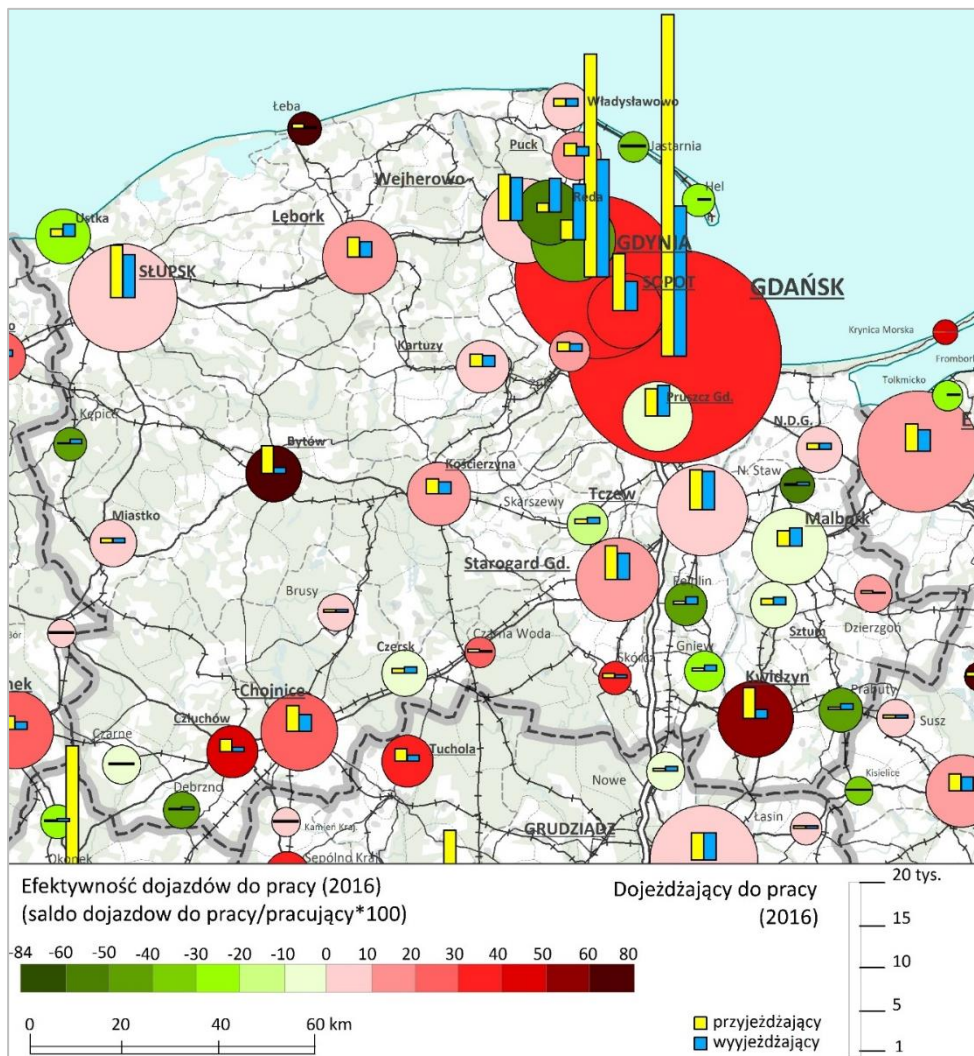 Łeba
Władysławowo
Puck
Jastarnia
Wejherowo
Hel
Reda
Ustka
Lębork
GDYNIA
SŁUPSK
SOPOT
GDAŃSK
Krynica Morska
Kartuzy
Frombork
Tolkmicko
Pruszcz Gd.
Kępice
N.D.G.
E
Bytów
Kościerzyna
N. Staw
Skarszewy
Tczew
Miastko
Malbork
Starogard Gd.
Pelplin
Brusy
Dzierzgoń
Sztum
Czersk
Czarna Woda
Gniew
Skórcz
Kwidzyn
nek
Chojnice
Prabuty
Człuchów
Susz
Czarne
Tuchola
Nowe
Kisielice
Debrzno
Kamień Kraj.
GRUDZIĄDZ
Łasin
Okonek
Sępólno Kraj.
Efektywność dojazdów do pracy (2016)
(saldo dojazdow do pracy/pracujący*100)
-84 -60 -50 -40 -30 -20 -10 0 10 20 30 40 50 60 80
0 20 40 60 km
Dojeżdżający do pracy
(2016)
20 tys.
15
10
5
1
przyjeżdżający
wyyjeżdżający